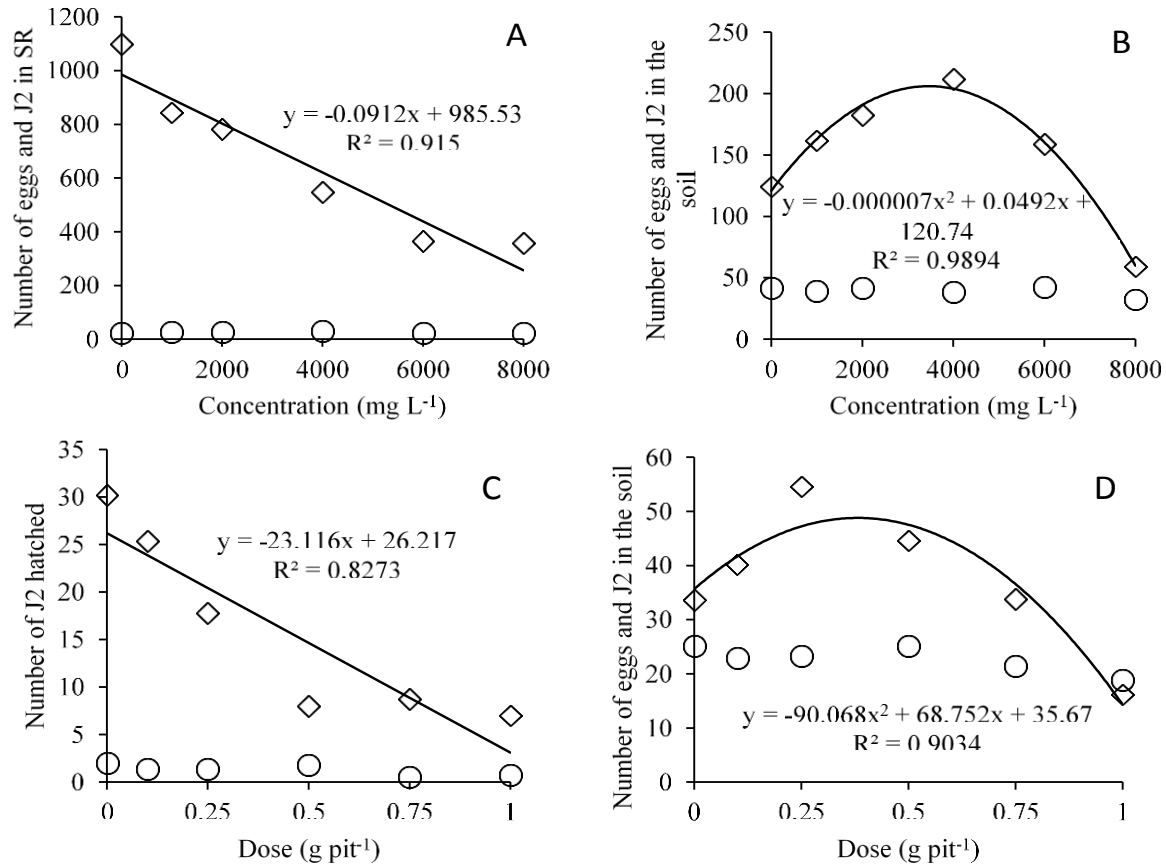 A
Number of eggs and J2 in SR
1200
1000
800
600
400
200
0
y = -0.0912x + 985.53
R² = 0.915
0 2000 4000 6000 8000
Concentration (mg L⁻¹)
B
Number of eggs and J2 in the
soil
250
200
150
100
50
0
y = -0.000007x² + 0.0492x +
120.74
R² = 0.9894
0 2000 4000 6000 8000
Concentration (mg L⁻¹)
C
Number of J2 hatched
35
30
25
20
15
10
5
0
y = -23.116x + 26.217
R² = 0.8273
0 0.25 0.5 0.75 1
Dose (g pit⁻¹)
D
Number of eggs and J2 in the soil
60
50
40
30
20
10
0
y = -90.068x² + 68.752x + 35.67
R² = 0.9034
0 0.25 0.5 0.75 1
Dose (g pit⁻¹)